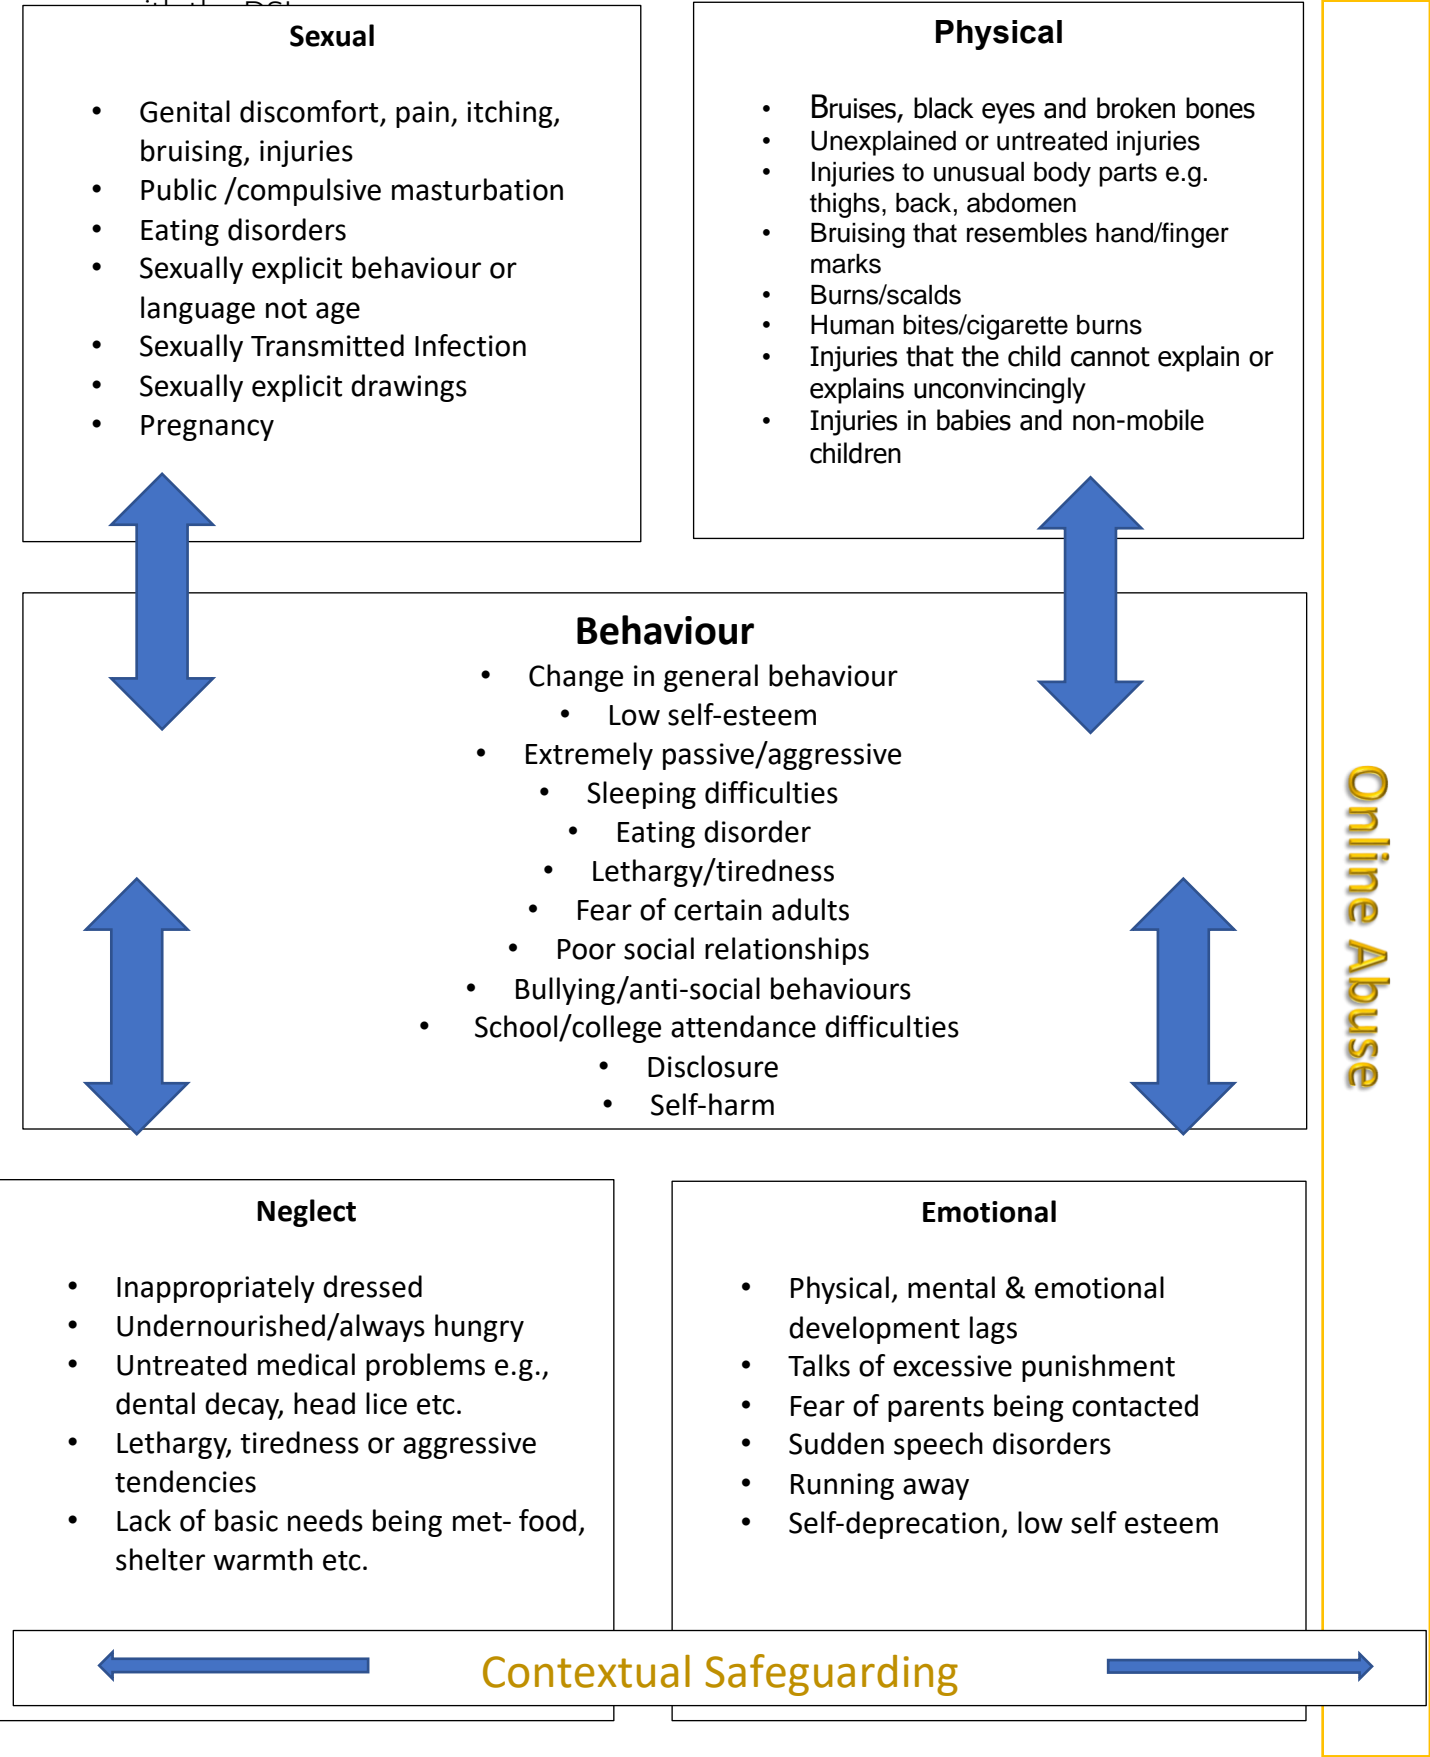 Sexual
• Genital discomfort, pain, itching,
bruising, injuries
• Public /compulsive masturbation
• Eating disorders
• Sexually explicit behaviour or
language not age
• Sexually Transmitted Infection
• Sexually explicit drawings
• Pregnancy
Physical
• Bruises, black eyes and broken bones
• Unexplained or untreated injuries
• Injuries to unusual body parts e.g.
thighs, back, abdomen
• Bruising that resembles hand/finger
marks
• Burns/scalds
• Human bites/cigarette burns
• Injuries that the child cannot explain or
explains unconvincingly
• Injuries in babies and non-mobile
children
Behaviour
• Change in general behaviour
• Low self-esteem
• Extremely passive/aggressive
• Sleeping difficulties
• Eating disorder
• Lethargy/tiredness
• Fear of certain adults
• Poor social relationships
• Bullying/anti-social behaviours
• School/college attendance difficulties
• Disclosure
• Self-harm
Online Abuse
Neglect
• Inappropriately dressed
• Undernourished/always hungry
• Untreated medical problems e.g.,
dental decay, head lice etc.
• Lethargy, tiredness or aggressive
tendencies
• Lack of basic needs being met- food,
shelter warmth etc.
Emotional
• Physical, mental & emotional
development lags
• Talks of excessive punishment
• Fear of parents being contacted
• Sudden speech disorders
• Running away
• Self-deprecation, low self esteem
Contextual Safeguarding